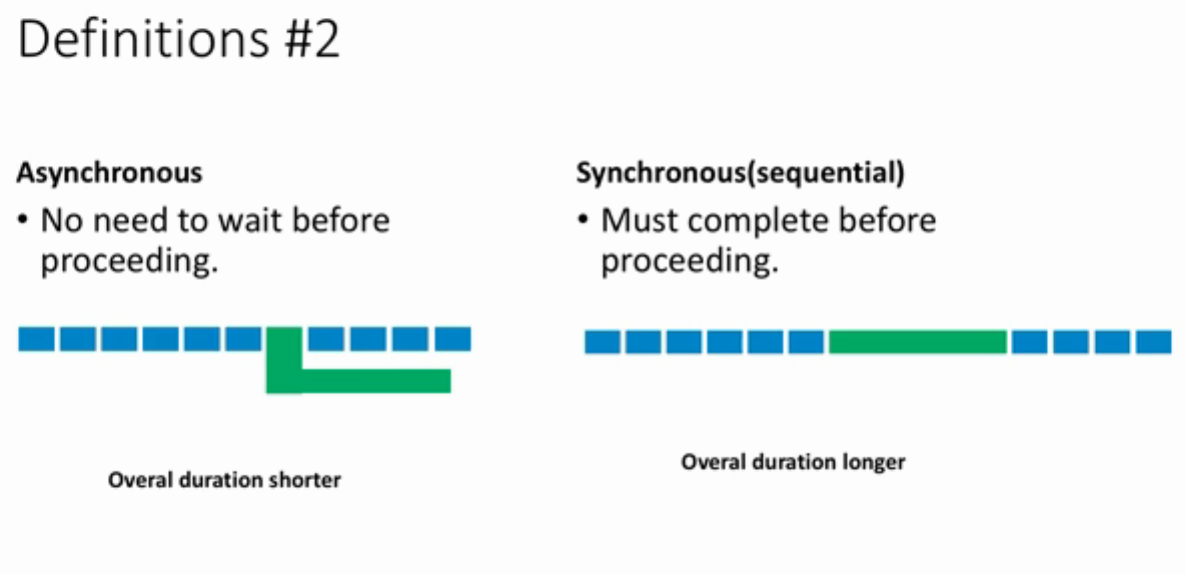 Definitions #2
Asynchronous
• No need to wait before
proceeding.
Overal duration shorter
Synchronous(sequential)
• Must complete before
proceeding.
Overal duration longer